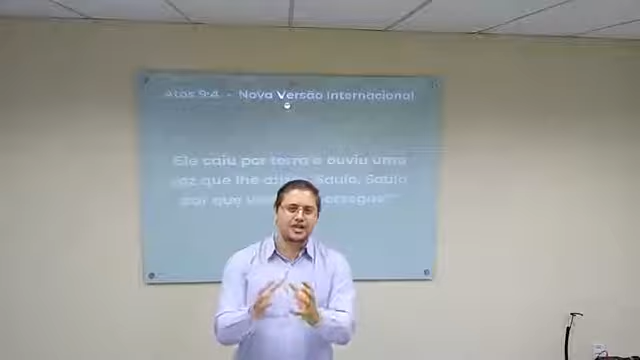 Atos 9:4 - Nova Versão Internacional
Ele caiu por terra e ouviu uma
voz que lhe Saulo, Saulo
por que